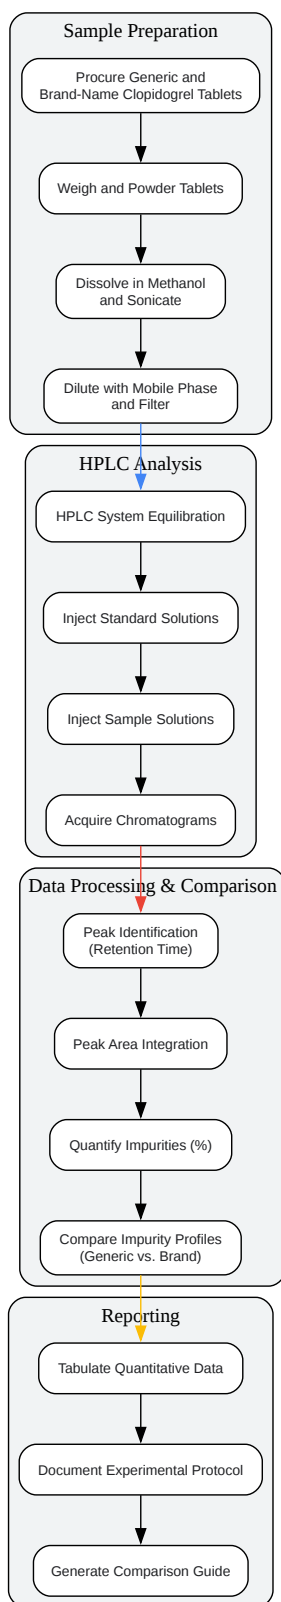 Sample Preparation
Procure Generic and
Brand-Name Clopidogrel Tablets
Weigh and Powder Tablets
Dissolve in Methanol
and Sonicate
Dilute with Mobile Phase
and Filter
HPLC Analysis
HPLC System Equilibration
Inject Standard Solutions
Inject Sample Solutions
Acquire Chromatograms
Data Processing & Comparison
Peak Identification
(Retention Time)
Peak Area Integration
Quantify Impurities (%)
Compare Impurity Profiles
(Generic vs. Brand)
Reporting
Tabulate Quantitative Data
Document Experimental Protocol
Generate Comparison Guide